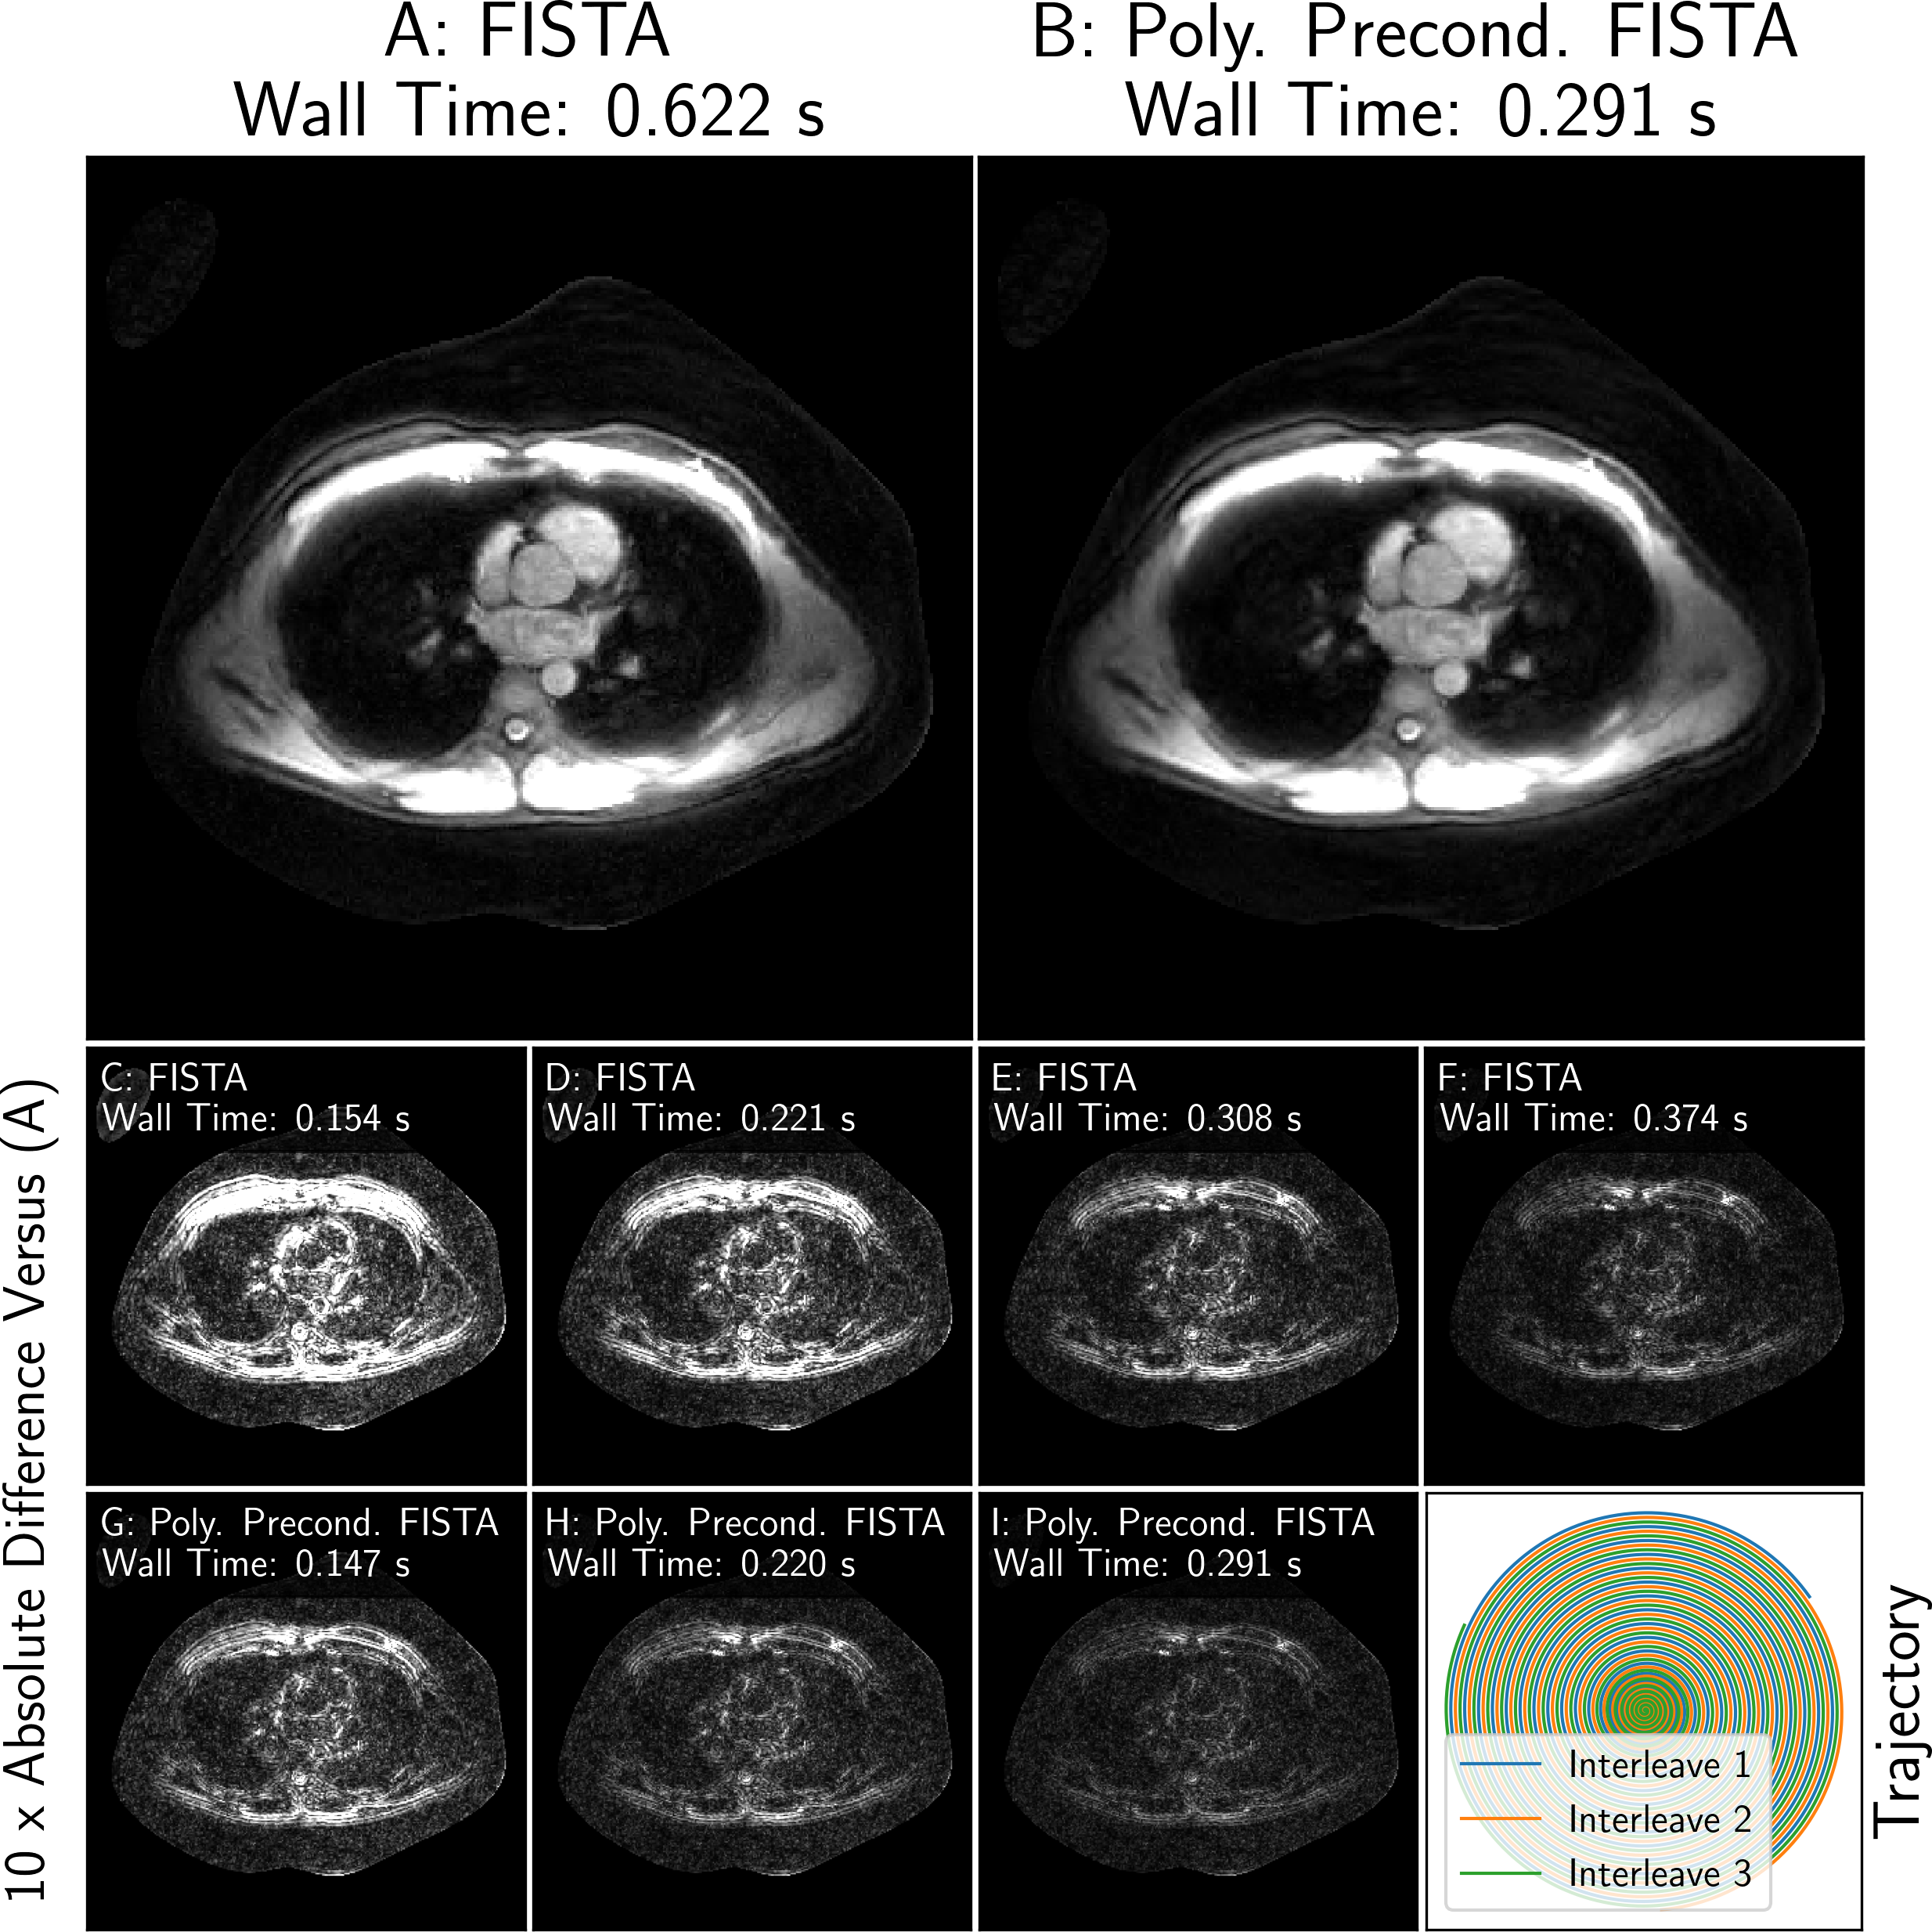 A: FISTA
Wall Time: 0.622 s
B: Poly. Precond. FISTA
Wall Time: 0.291 s
10 x Absolute Difference Versus (A)
C: FISTA
Wall Time: 0.154 s
D: FISTA
Wall Time: 0.221 s
E: FISTA
Wall Time: 0.308 s
F: FISTA
Wall Time: 0.374 s
G: Poly. Precond. FISTA
Wall Time: 0.147 s
H: Poly. Precond. FISTA
Wall Time: 0.220 s
I: Poly. Precond. FISTA
Wall Time: 0.291 s
Interleave 1
Interleave 2
Interleave 3
Trajectory